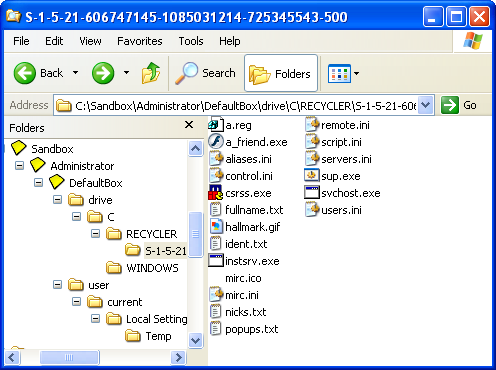 S-1-5-21-606747145-1085031214-725345543-500
File Edit View Favorites Tools Help
Back Search Folders
Address C:\Sandbox\Administrator\DefaultBox\drive\C\RECYCLER\S-1-5-21-60 Go
Folders
Sandbox
Administrator
DefaultBox
drive
C
RECYCLER
S-1-5-21
WINDOWS
user
current
Local Setting
Temp
a.reg
a_friend.exe
aliases.ini
control.ini
csrss.exe
fullname.txt
hallmark.gif
ident.txt
instsrv.exe
mirc.ico
mirc.ini
nicks.txt
popups.txt
remote.ini
script.ini
servers.ini
sup.exe
svchost.exe
users.ini